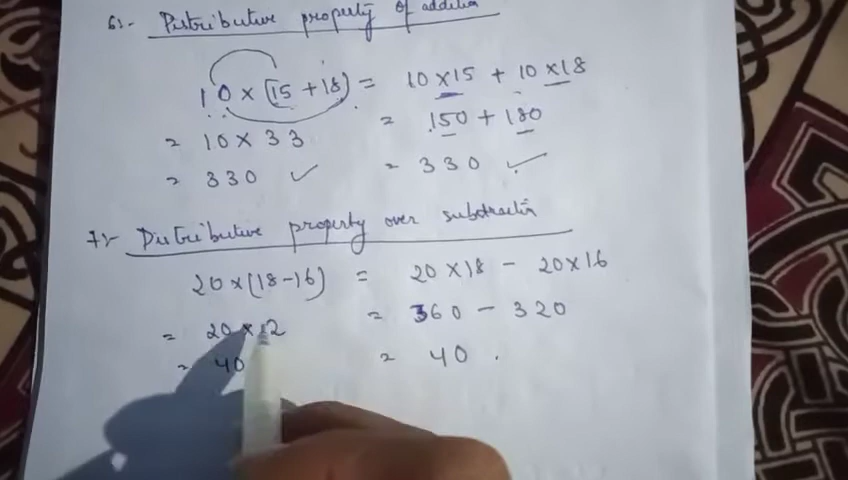 6:- Distributive property of addition
10 × (15 + 18) = 10 × 15 + 10 × 18
= 10 × 33 = 150 + 180
= 330 ✓ = 330 ✓
7:- Distributive property over substraction
20 × (18 - 16) = 20 × 18 - 20 × 16
= 20 × 2 = 360 - 320
= 40 = 40 .